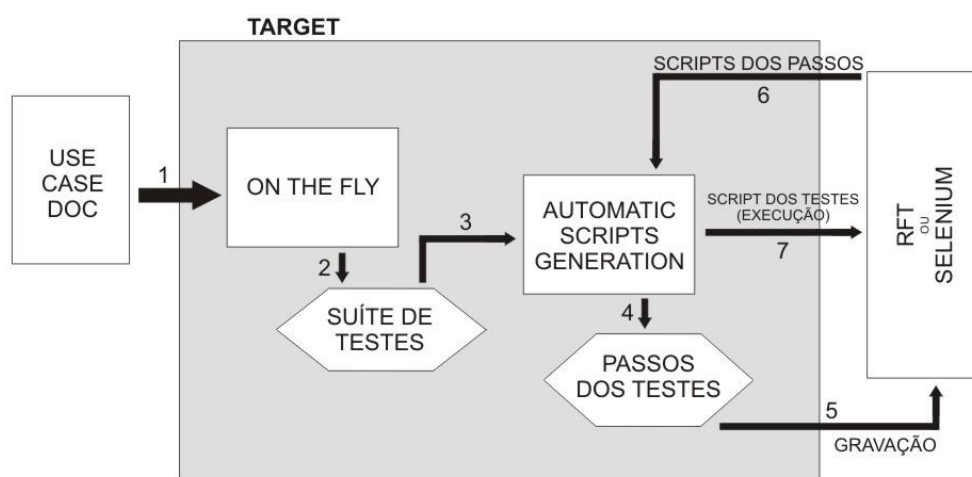 TARGET
USE
CASE
DOC
1
ON THE FLY
2
SUÍTE DE
TESTES
3
AUTOMATIC
SCRIPTS
GENERATION
4
PASSOS
DOS TESTES
5
GRAVAÇÃO
SCRIPTS DOS PASSOS
6
SCRIPT DOS TESTES
(EXECUÇÃO)
7
RFT
OU
SELENIUM